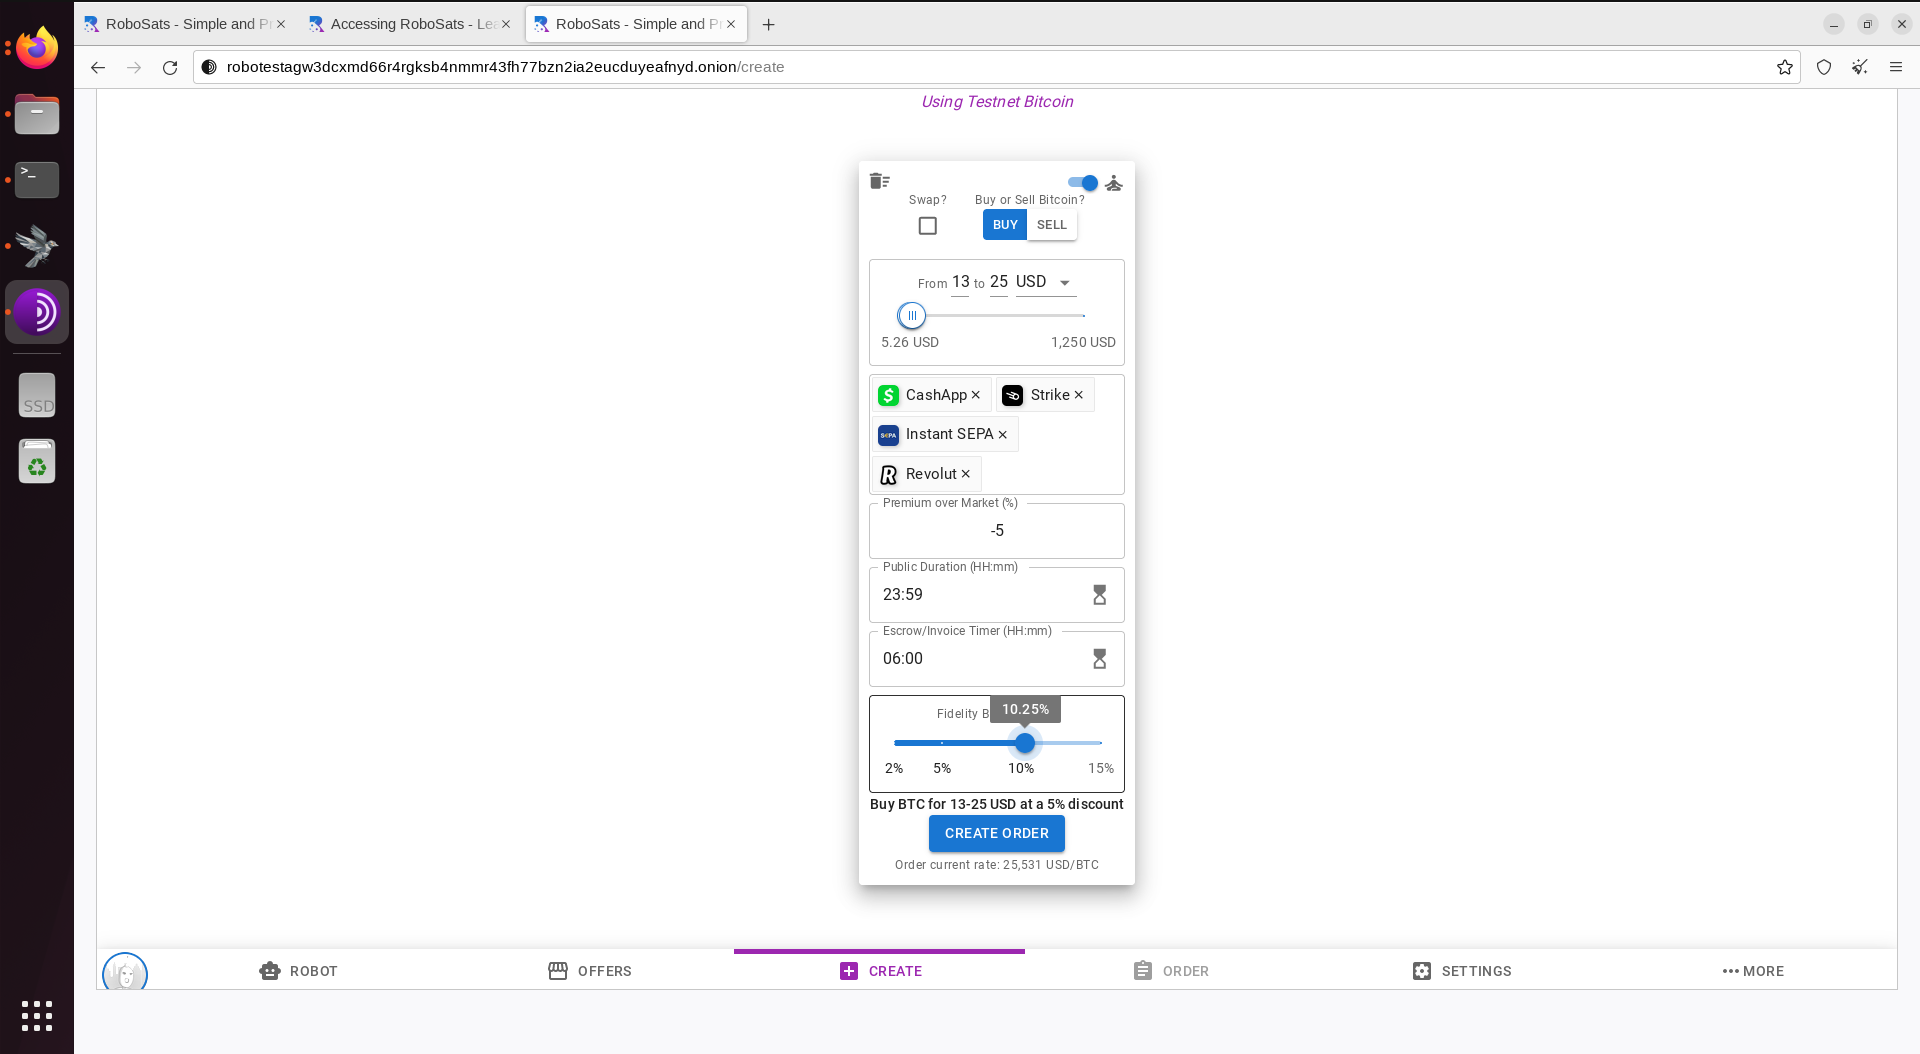 RoboSats - Simple and Pr
Accessing RoboSats - Lea
RoboSats - Simple and Pr
robotestagw3dcxmd66r4rgksb4nmmr43fh77bzn2ia2eucduyeafnyd.onion/create
Using Testnet Bitcoin
Swap?
Buy or Sell Bitcoin?
BUY
SELL
From 13 to 25 USD
5.26 USD
1,250 USD
CashApp
Strike
SEPA
Instant SEPA
Revolut
Premium over Market (%)
-5
Public Duration (HH:mm)
23:59
Escrow/Invoice Timer (HH:mm)
06:00
10.25%
Fidelity B
2% 5% 10% 15%
Buy BTC for 13-25 USD at a 5% discount
CREATE ORDER
Order current rate: 25,531 USD/BTC
ROBOT
OFFERS
CREATE
ORDER
SETTINGS
MORE
>_
SSD